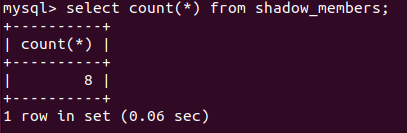 mysql> select count(*) from shadow_members;
+----------+
| count(*) |
+----------+
|        8 |
+----------+
1 row in set (0.06 sec)